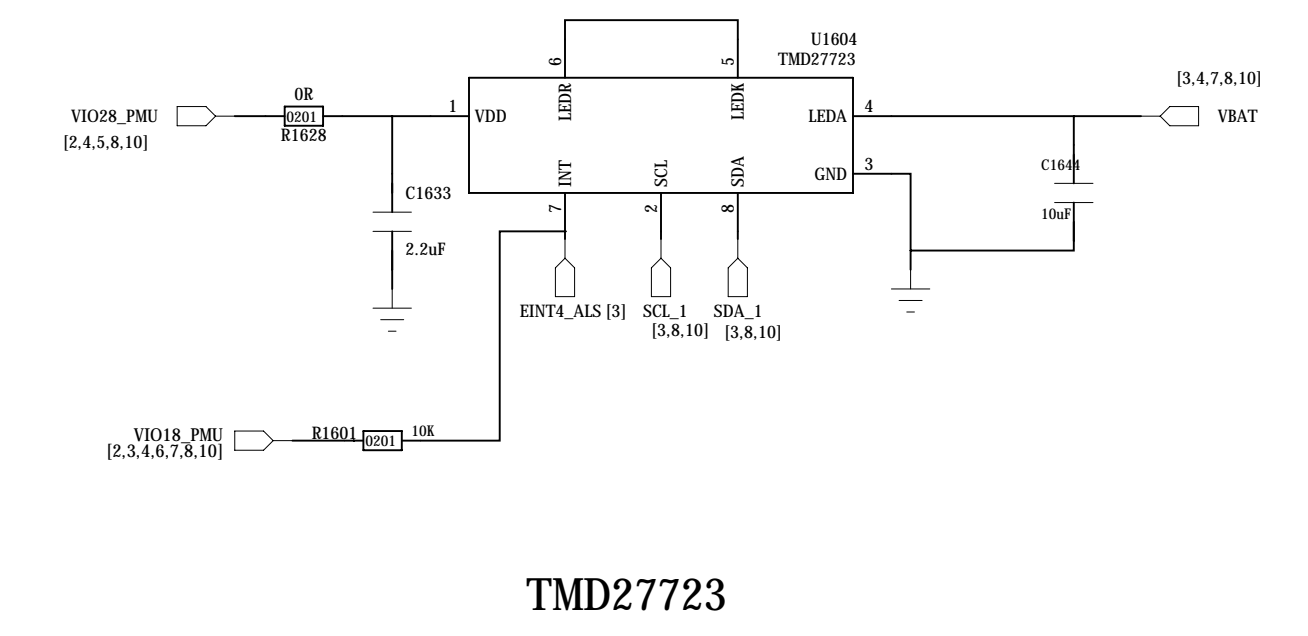 U1604
TMD27723
6
5
[3,4,7,8,10]
0R
VIO28_PMU
0201
1
VDD
LEDR
LEDK
LEDA
4
VBAT
R1628
[2,4,5,8,10]
INT
SCL
SDA
GND
3
C1644
C1633
7
2
8
10uF
2.2uF
EINT4_ALS [3]
SCL_1
SDA_1
[3,8,10]
[3,8,10]
VIO18_PMU
R1601
0201
10K
[2,3,4,6,7,8,10]
TMD27723